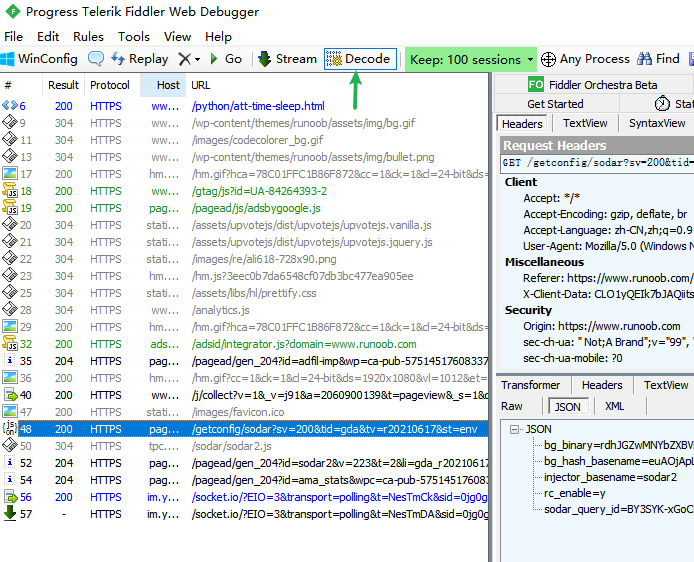 Progress Telerik Fiddler Web Debugger
File Edit Rules Tools View Help
WinConfig Replay Go Stream Decode Keep: 100 sessions Any Process Find
# Result Protocol Host URL
6 200 HTTPS ww... /python/att-time-sleep.html
9 304 HTTPS ww... /wp-content/themes/runoob/assets/img/bg.gif
11 304 HTTPS ww... /images/codecolorer_bg.gif
13 304 HTTPS ww... /wp-content/themes/runoob/assets/img/bullet.png
17 200 HTTPS hm.... /hm.gif?hca=78C01FFC1B86F872&cc=1&ck=1&cl=24-bit&ds=
18 200 HTTPS ww... /gtag/js?id=UA-84264393-2
19 200 HTTPS pag... /pagead/js/adsbygoogle.js
20 304 HTTPS stati... /assets/upvotejs/dist/upvotejs/upvotejs.vanilla.js
21 304 HTTPS stati... /assets/upvotejs/dist/upvotejs/upvotejs.jquery.js
22 304 HTTPS stati... /images/re/ali618-728x90.png
23 304 HTTPS hm.... /hm.js?3eec0b7da6548cf07db3bc477ea905ee
25 304 HTTPS stati... /assets/libs/hl/prettify.css
28 304 HTTPS ww... /analytics.js
29 200 HTTPS hm.... /hm.gif?hca=78C01FFC1B86F872&cc=1&ck=1&cl=24-bit&ds=
32 200 HTTPS ads... /adsid/integrator.js?domain=www.runoob.com
35 204 HTTPS pag... /pagead/gen_204?id=adfil-imp&wp=ca-pub-57514517608337
36 200 HTTPS hm.... /hm.gif?cc=1&ck=1&cl=24-bit&ds=1920x1080&vl=1012&et=
40 200 HTTPS ww... /j/collect?v=1&_v=j91&a=2060900139&t=pageview&_s=1&d
47 200 HTTPS stati... /images/favicon.ico
48 200 HTTPS pag... /getconfig/sodar?sv=200&tid=gda&tv=r20210617&st=env
50 304 HTTPS tpc.... /sodar/sodar2.js
52 204 HTTPS pag... /pagead/gen_204?id=sodar2&v=223&t=2&li=gda_r20210617
54 204 HTTPS pag... /pagead/gen_204?id=ama_stats&wpc=ca-pub-5751451760833
56 200 HTTPS im.y... /socket.io/?EIO=3&transport=polling&t=NesTmCk&sid=0jg0g
57 - HTTPS im.y... /socket.io/?EIO=3&transport=polling&t=NesTmDA&sid=0jg0g
FO Fiddler Orchestra Beta
Get Started
Headers TextView SyntaxView
Request Headers
GET /getconfig/sodar?sv=200&tid=
Client
Accept: */*
Accept-Encoding: gzip, deflate, br
Accept-Language: zh-CN,zh;q=0.9
User-Agent: Mozilla/5.0 (Windows N
Miscellaneous
Referer: https://www.runoob.com/
X-Client-Data: CLO1yQEIk7bJAQiits
Security
Origin: https://www.runoob.com
sec-ch-ua: " Not;A Brand";v="99", "
sec-ch-ua-mobile: ?0
Transformer Headers TextView
Raw JSON XML
JSON
bg_binary=rdhJGZwMNYbZXBV
bg_hash_basename=euAOjApL
injector_basename=sodar2
rc_enable=y
sodar_query_id=BY3SYK-xGoC